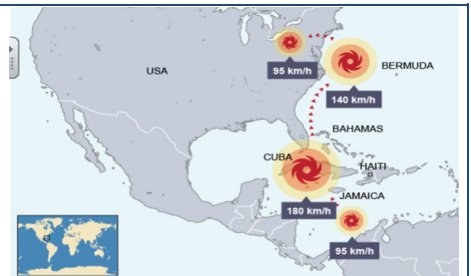 USA
95 km/h
BERMUDA
140 km/h
BAHAMAS
CUBA
HAITI
JAMAICA
180 km/h
95 km/h